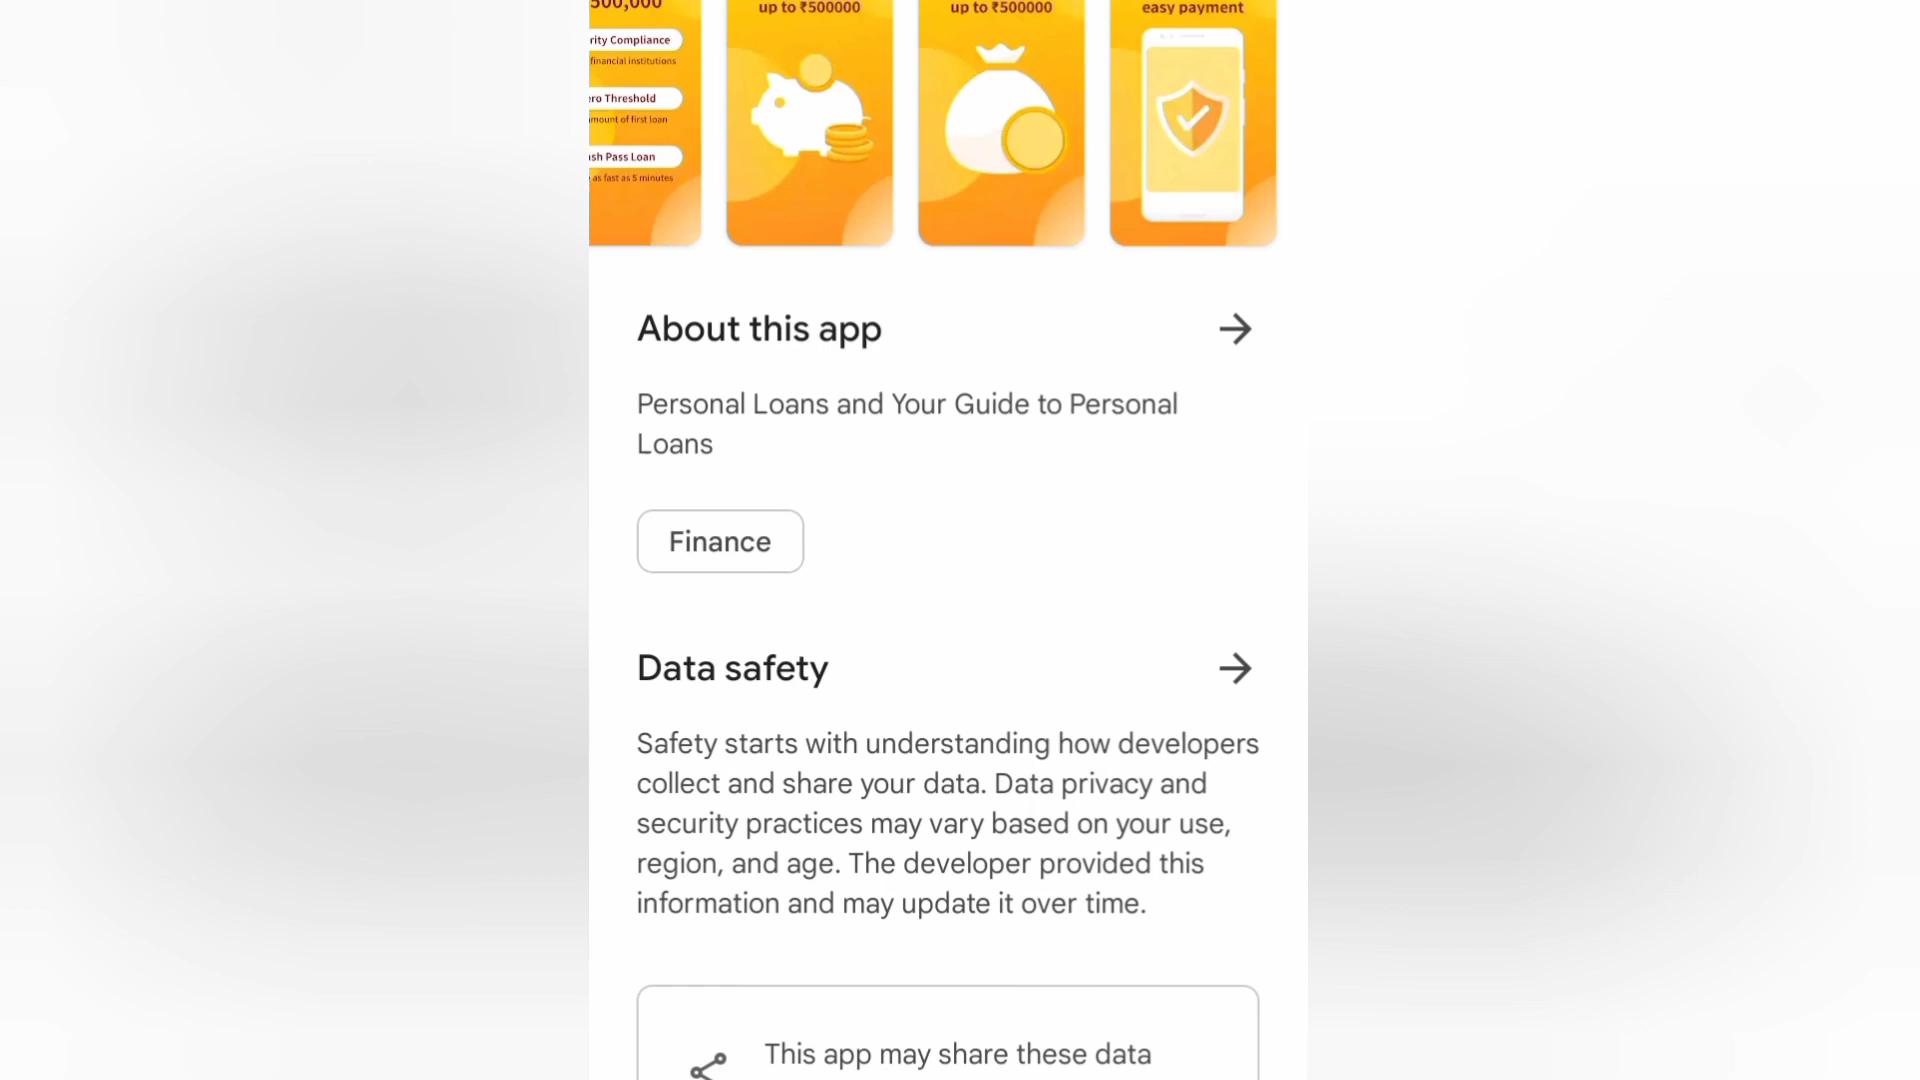 500,000
rity Compliance
financial institutions
ero Threshold
mount of first loan
sh Pass Loan
as fast as 5 minutes
up to ₹500000
up to ₹500000
easy payment
About this app
Personal Loans and Your Guide to Personal
Loans
Finance
Data safety
Safety starts with understanding how developers
collect and share your data. Data privacy and
security practices may vary based on your use,
region, and age. The developer provided this
information and may update it over time.
This app may share these data